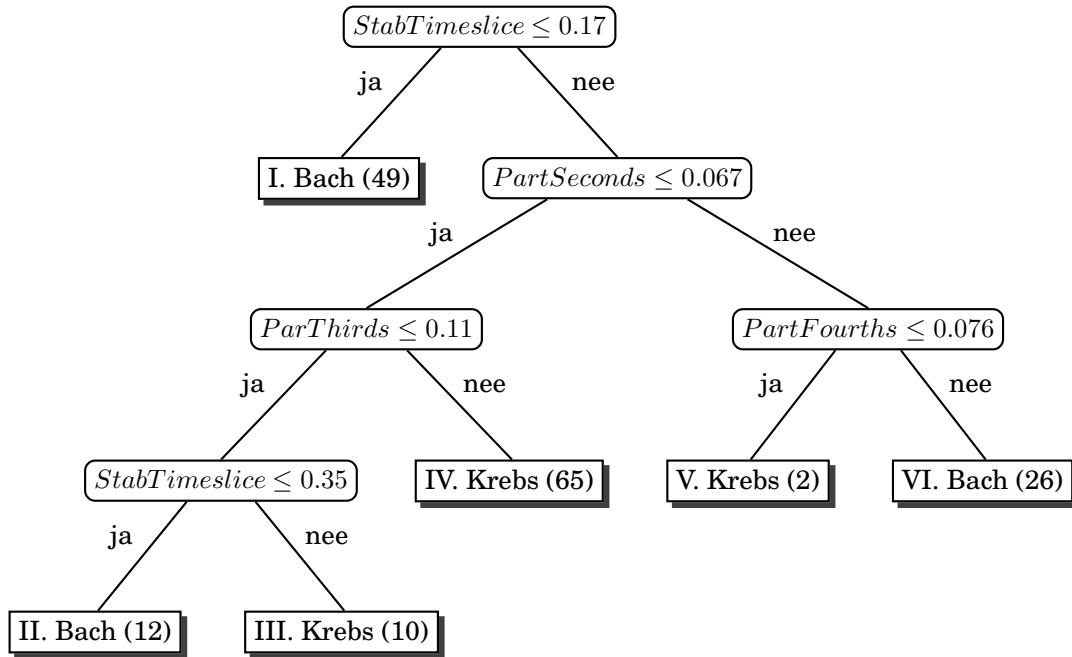 StabTimeslice ≤ 0.17
ja
nee
I. Bach (49)
PartSeconds ≤ 0.067
ja
nee
ParThirds ≤ 0.11
PartFourths ≤ 0.076
ja
nee
ja
nee
StabTimeslice ≤ 0.35
IV. Krebs (65)
V. Krebs (2)
VI. Bach (26)
ja
nee
II. Bach (12)
III. Krebs (10)